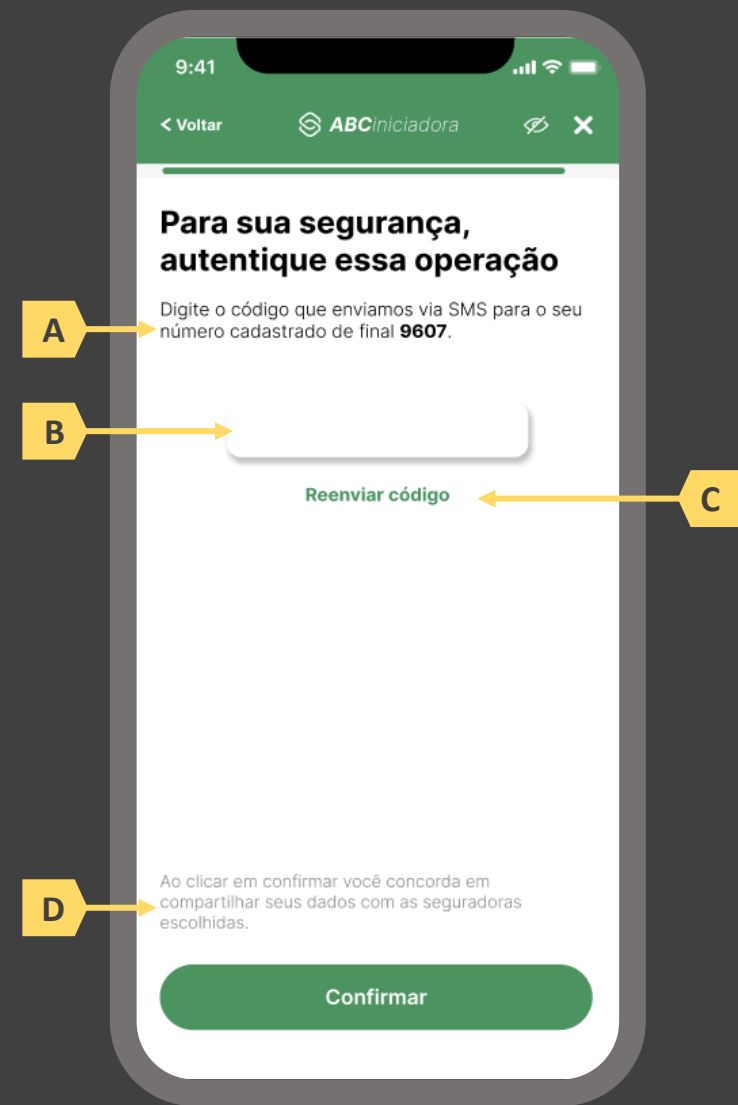 9:41
< Voltar
ABCiniciadora
Para sua segurança,
autentique essa operação
Digite o código que enviamos via SMS para o seu
número cadastrado de final 9607.
A
B
Reenviar código
C
Ao clicar em confirmar você concorda em
compartilhar seus dados com as seguradoras
escolhidas.
D
Confirmar